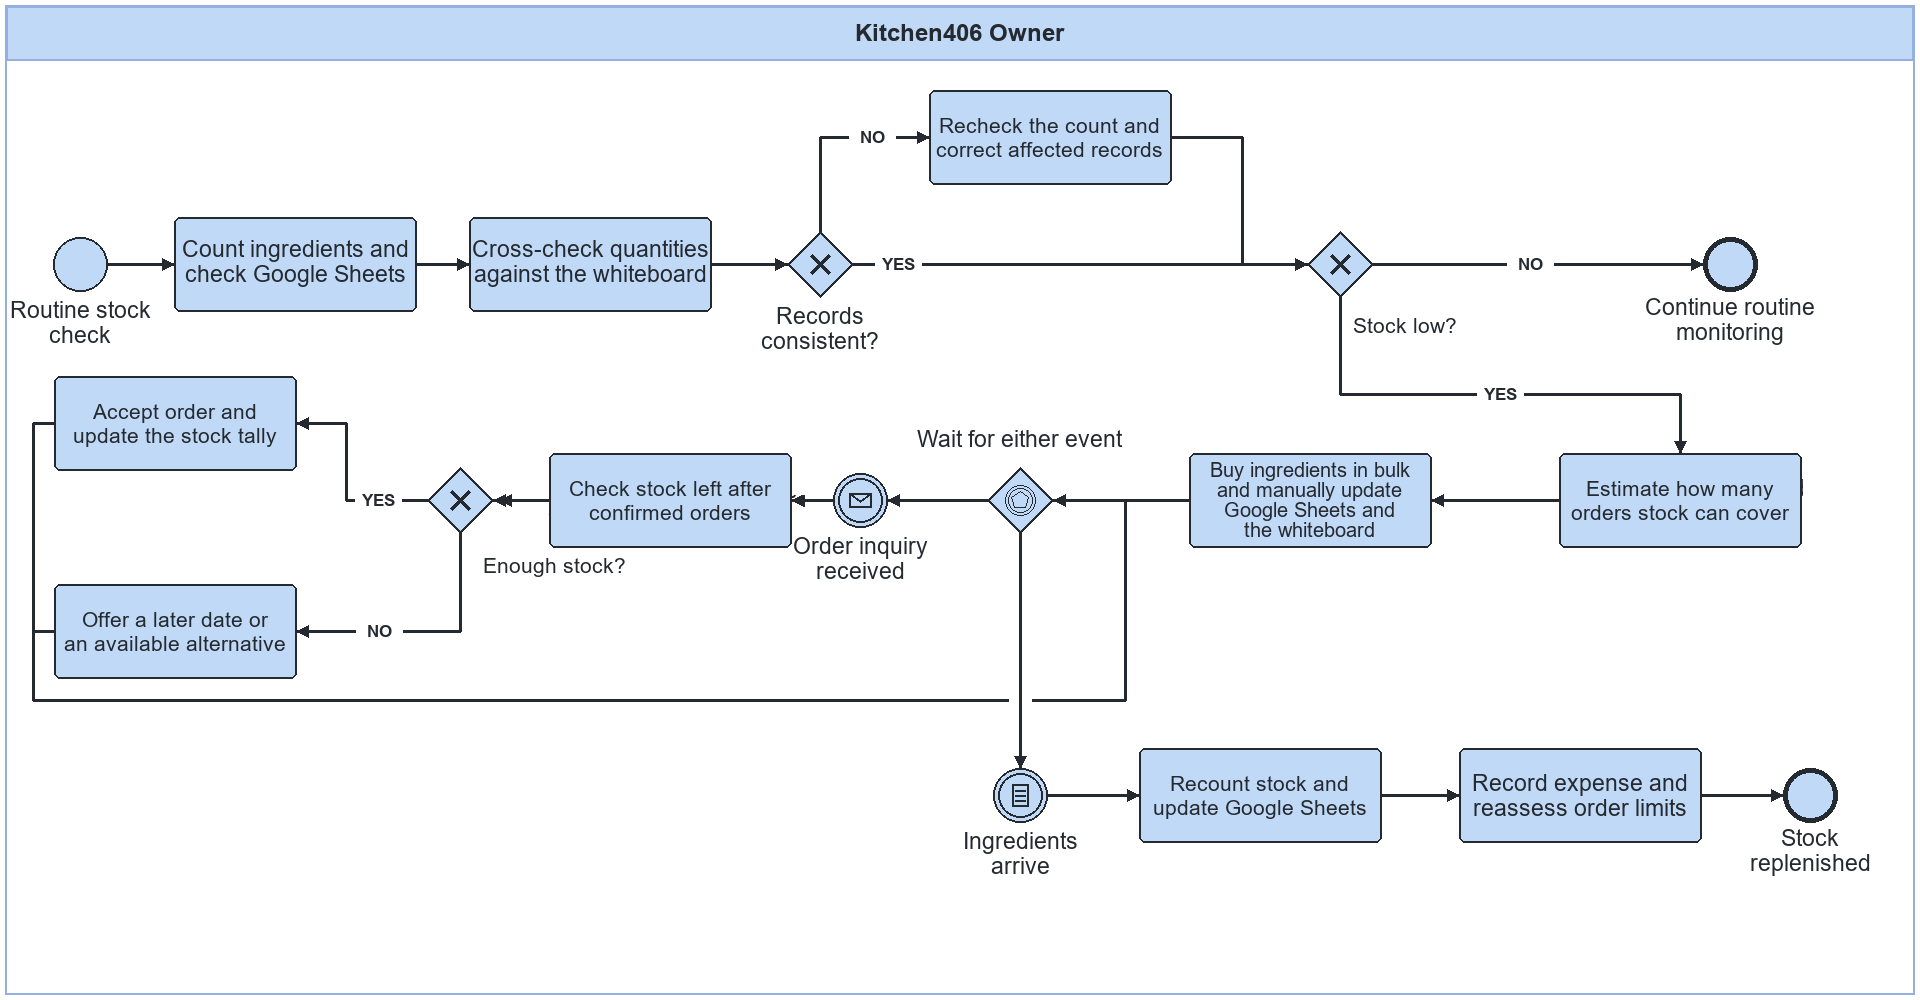 Kitchen406 Owner
Recheck the count and
correct affected records
NO
Count ingredients and
check Google Sheets
Cross-check quantities
against the whiteboard
YES
NO
Routine stock
check
Records
consistent?
Stock low?
Continue routine
monitoring
YES
Accept order and
update the stock tally
Wait for either event
YES
Check stock left after
confirmed orders
Order inquiry
received
Buy ingredients in bulk
and manually update
Google Sheets and
the whiteboard
Estimate how many
orders stock can cover
Enough stock?
Offer a later date or
an available alternative
NO
Ingredients
arrive
Recount stock and
update Google Sheets
Record expense and
reassess order limits
Stock
replenished